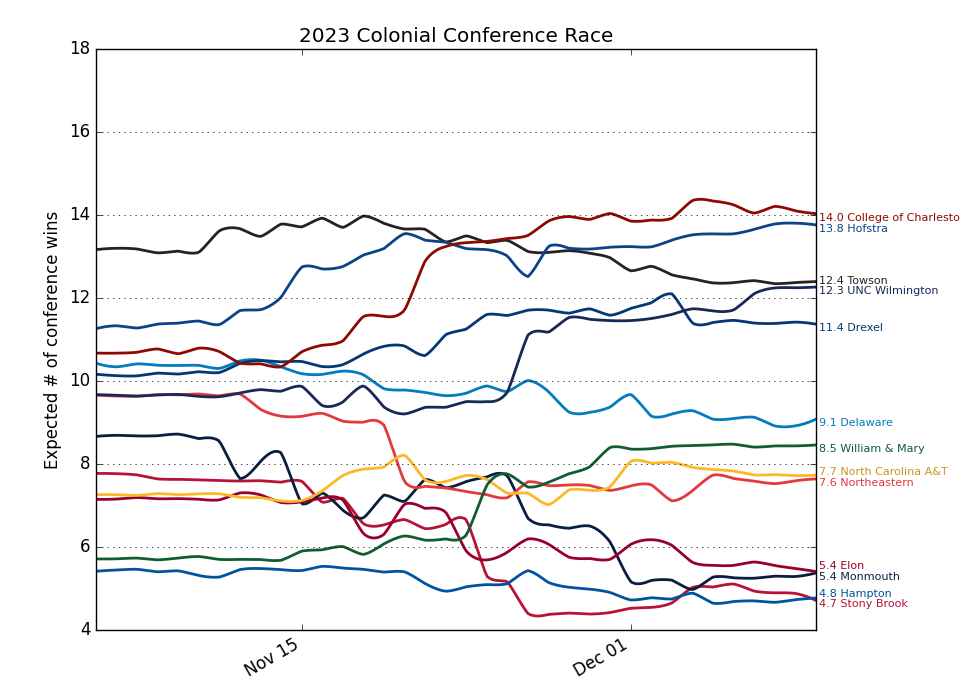 2023 Colonial Conference Race
Expected # of conference wins
18
16
14
12
10
8
6
4
Nov 15
Dec 01
14.0 College of Charlesto
13.8 Hofstra
12.4 Towson
12.3 UNC Wilmington
11.4 Drexel
9.1 Delaware
8.5 William & Mary
7.7 North Carolina A&T
7.6 Northeastern
5.4 Elon
5.4 Monmouth
4.8 Hampton
4.7 Stony Brook